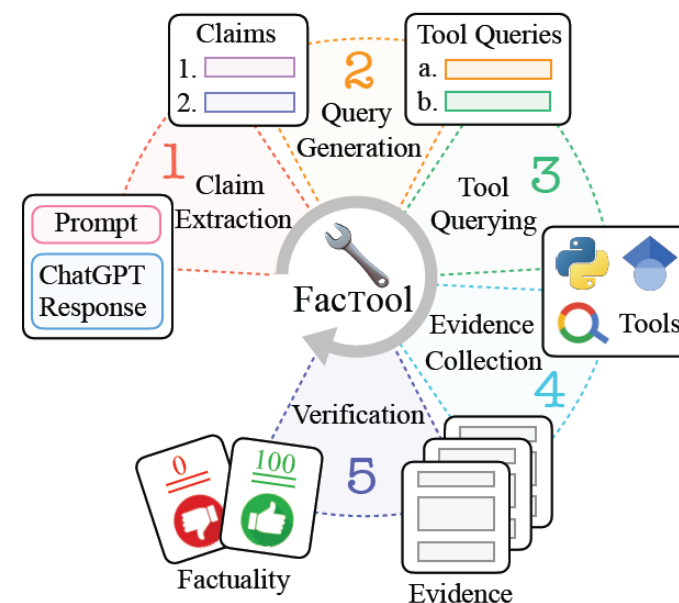 Claims
1.
2.
2
Query
Generation
Tool Queries
a.
b.
1
Claim
Extraction
3
Tool
Querying
Prompt
ChatGPT
Response
FacTool
Tools
Evidence
Collection
4
Verification
5
0
100
Factuality
Evidence